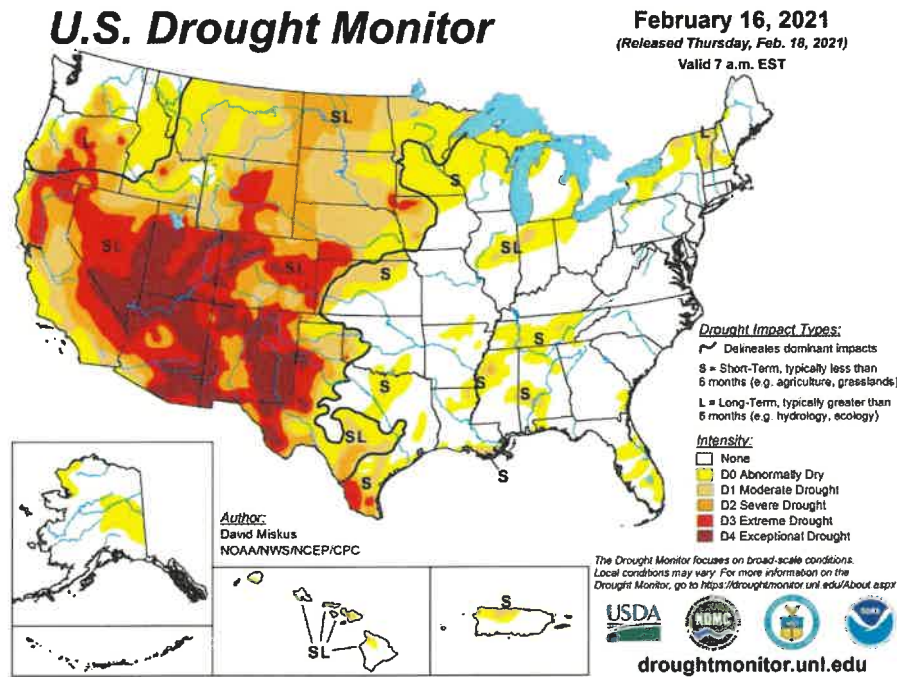 U.S. Drought Monitor
February 16, 2021
(Released Thursday, Feb. 18, 2021)
Valid 7 a.m. EST
SL
L
L
S
SL
SL
SL
S
S
S
S
S
SL
S
S
Drought Impact Types:
Delineates dominant impacts
S = Short-Term, typically less than
6 months (e.g. agriculture, grasslands)
L = Long-Term, typically greater than
6 months (e.g. hydrology, ecology)
Intensity:
None
D0 Abnormally Dry
D1 Moderate Drought
D2 Severe Drought
D3 Extreme Drought
D4 Exceptional Drought
Author:
David Miskus
NOAA/NWS/NCEP/CPC
SL
S
The Drought Monitor focuses on broad-scale conditions.
Local conditions may vary. For more information on the
Drought Monitor, go to https://droughtmonitor.unl.edu/About.aspx
USDA
NDMC
NOAA
droughtmonitor.unl.edu